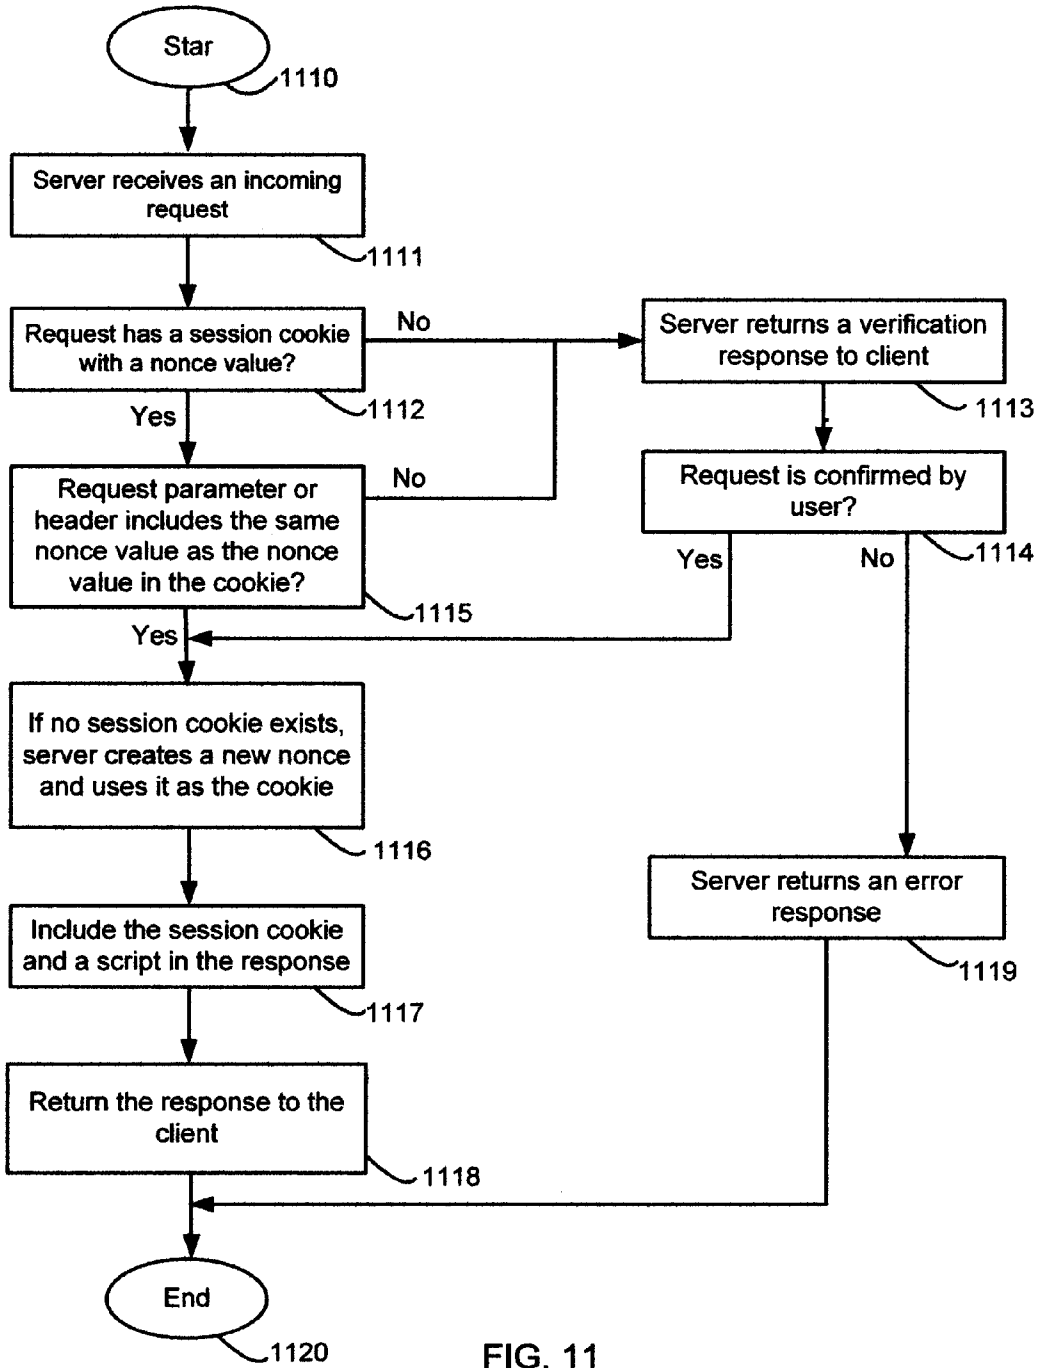 Star
1110
Server receives an incoming
request
1111
Request has a session cookie
with a nonce value?
No
1112
Yes
Server returns a verification
response to client
1113
Request parameter or
header includes the same
nonce value as the nonce
value in the cookie?
No
1115
Yes
Request is confirmed by
user?
1114
Yes
No
If no session cookie exists,
server creates a new nonce
and uses it as the cookie
1116
Server returns an error
response
1119
Include the session cookie
and a script in the response
1117
Return the response to the
client
1118
End
1120
FIG. 11